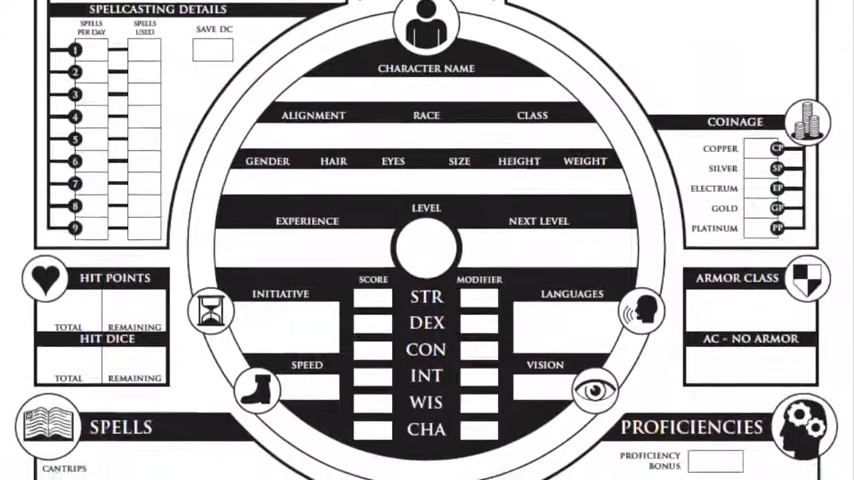 SPELLCASTING DETAILS
SPELLS PER DAY
SPELLS USED
SAVE DC
1
2
3
4
5
6
7
8
9
CHARACTER NAME
ALIGNMENT RACE CLASS
GENDER HAIR EYES SIZE HEIGHT WEIGHT
LEVEL
EXPERIENCE NEXT LEVEL
COINAGE
COPPER CP
SILVER SP
ELECTRUM EP
GOLD GP
PLATINUM PP
HIT POINTS
TOTAL REMAINING
HIT DICE
TOTAL REMAINING
SCORE MODIFIER
INITIATIVE
SPEED
STR
DEX
CON
INT
WIS
CHA
LANGUAGES
VISION
ARMOR CLASS
AC – NO ARMOR
SPELLS
CANTRIPS
PROFICIENCIES
PROFICIENCY
BONUS